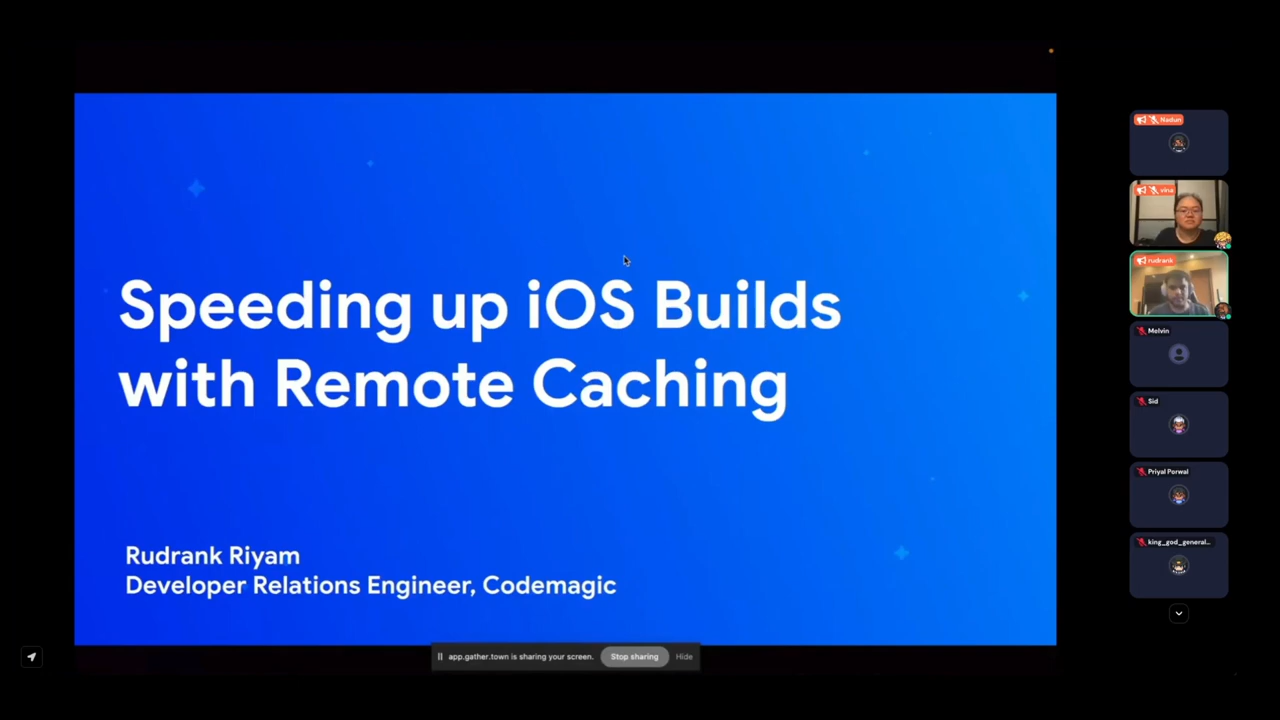 Speeding up iOS Builds
with Remote Caching
Rudrank Riyam
Developer Relations Engineer, Codemagic
app.gather.town is sharing your screen. Stop sharing Hide
Nadun
vina
rudrank
Melvin
Sid
Priyal Porwal
king_god_general...